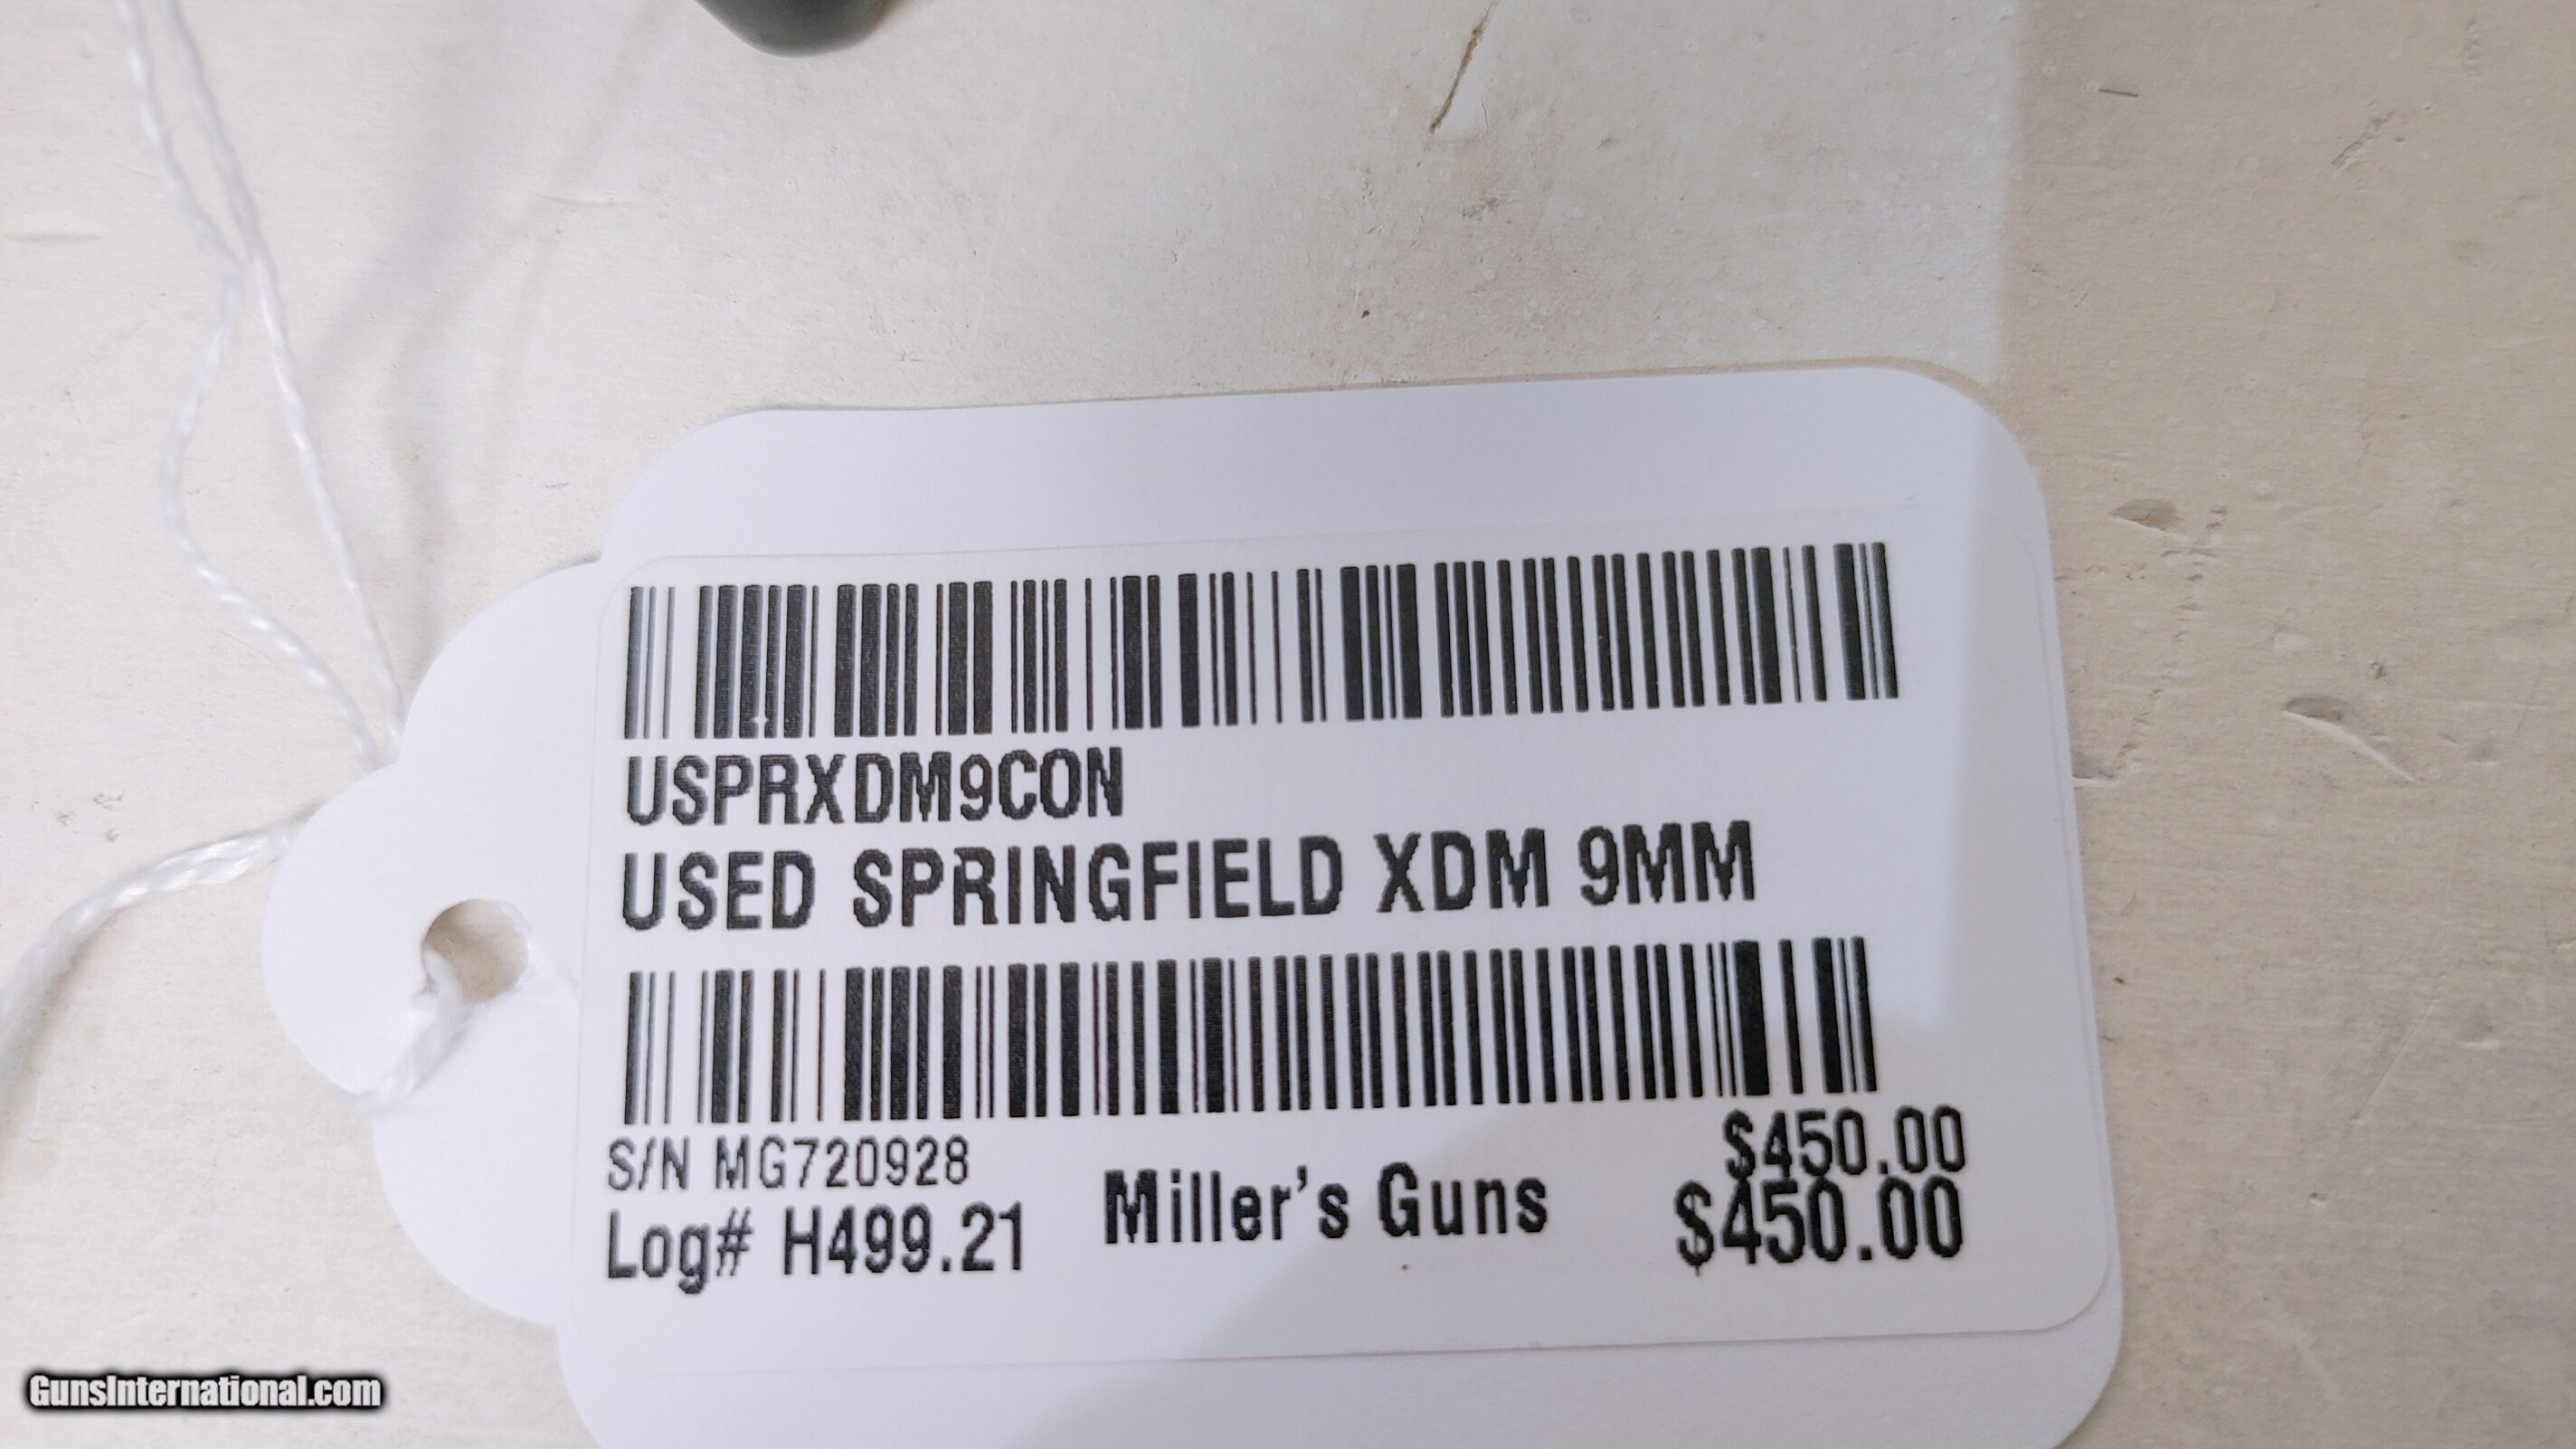 USPRXDM9CON
USED SPRINGFIELD XDM 9MM
S/N MG720928
$450.00
Log# H499.21
Miller's Guns
$450.00
GunsInternational.com